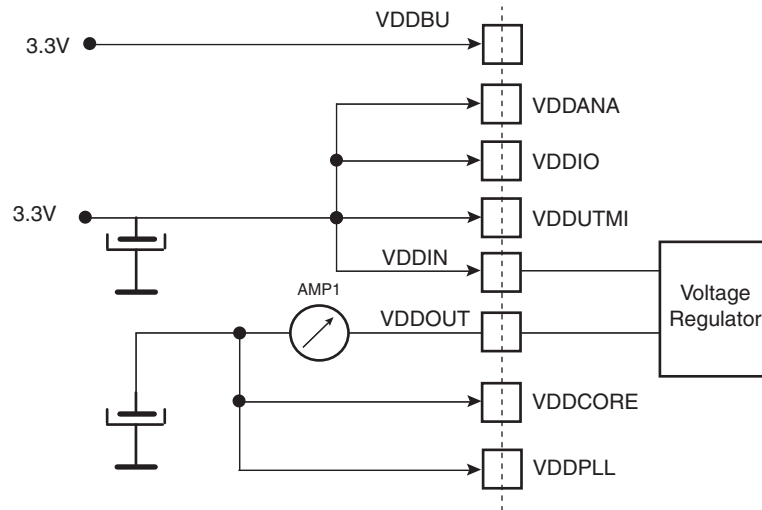 VDDBU
3.3V
VDDANA
VDDIO
3.3V
VDDUTMI
VDDIN
AMP1
Voltage
Regulator
VDDOUT
VDDCORE
VDDPLL